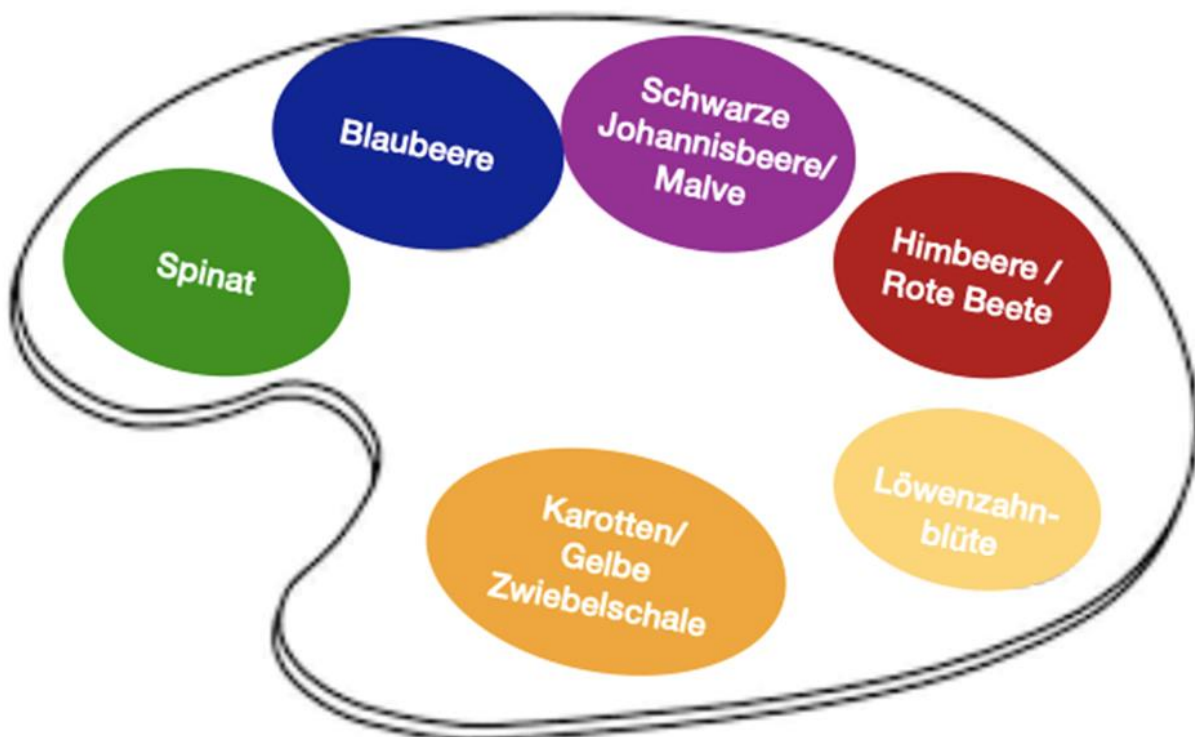 Blaubeere
Schwarze
Johannisbeere/
Malve
Spinat
Himbeere /
Rote Beete
Karotten/
Gelbe
Zwiebelschale
Löwenzahn-
blüte